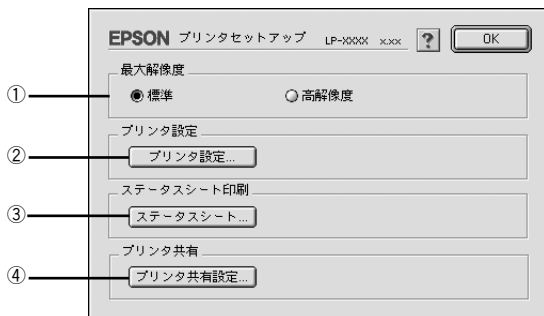 EPSON プリンタセットアップ LP-XXXX x.xx ? OK
最大解像度
① ◉ 標準 ○ 高解像度
プリンタ設定
② プリンタ設定...
ステータスシート印刷
③ ステータスシート...
プリンタ共有
④ プリンタ共有設定...